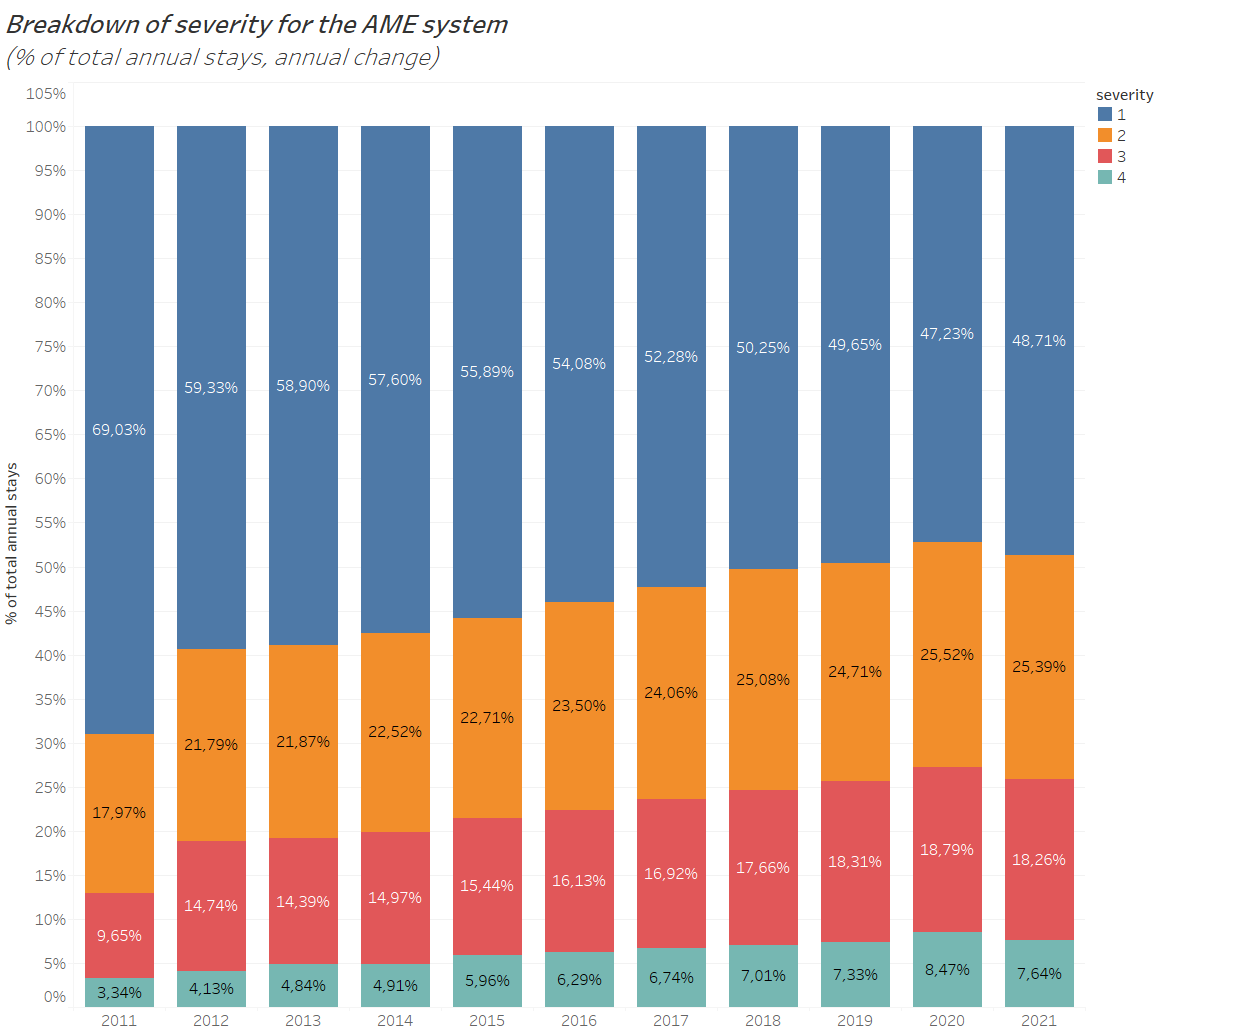 Breakdown of severity for the AME system
(% of total annual stays, annual change)
severity
1
2
3
4
% of total annual stays
105%
100%
95%
90%
85%
80%
75%
70%
65%
60%
55%
50%
45%
40%
35%
30%
25%
20%
15%
10%
5%
0%
69,03% 59,33% 58,90% 57,60% 55,89% 54,08% 52,28% 50,25% 49,65% 47,23% 48,71%
17,97% 21,79% 21,87% 22,52% 22,71% 23,50% 24,06% 25,08% 24,71% 25,52% 25,39%
9,65% 14,74% 14,39% 14,97% 15,44% 16,13% 16,92% 17,66% 18,31% 18,79% 18,26%
3,34% 4,13% 4,84% 4,91% 5,96% 6,29% 6,74% 7,01% 7,33% 8,47% 7,64%
2011 2012 2013 2014 2015 2016 2017 2018 2019 2020 2021